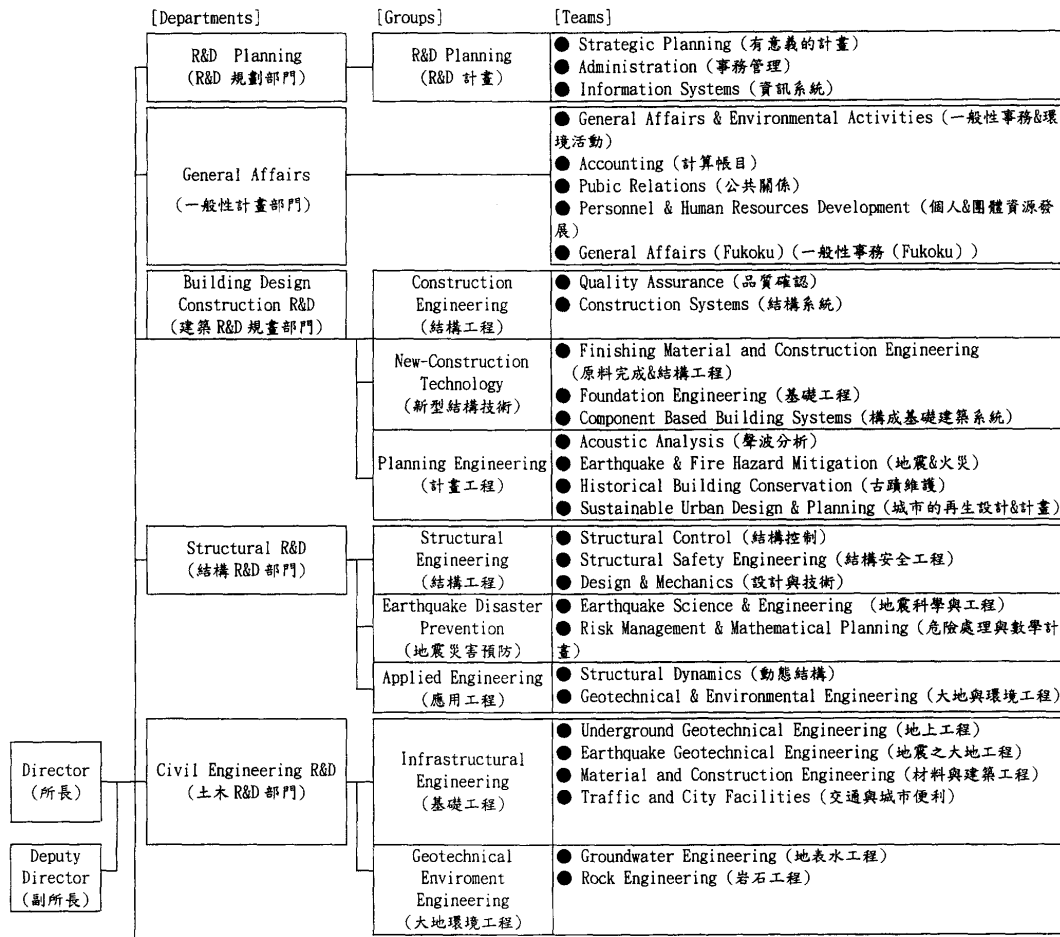 [Departments]
[Groups]
[Teams]
R&D Planning
(R&D 規劃部門)
R&D Planning
(R&D 計畫)
● Strategic Planning (有意義的計畫)
● Administration (事務管理)
● Information Systems (資訊系統)
General Affairs
(一般性計畫部門)
● General Affairs & Environmental Activities (一般性事務&環
境活動)
● Accounting (計算帳目)
● Pubic Relations (公共關係)
● Personnel & Human Resources Development (個人&團體資源發
展)
● General Affairs (Fukoku) (一般性事務 (Fukoku) )
Building Design
Construction R&D
(建築 R&D 規畫部門)
Construction
Engineering
(結構工程)
● Quality Assurance (品質確認)
● Construction Systems (結構系統)
New-Construction
Technology
(新型結構技術)
● Finishing Material and Construction Engineering
(原料完成&結構工程)
● Foundation Engineering (基礎工程)
● Component Based Building Systems (構成基礎建築系統)
Planning Engineering
(計畫工程)
● Acoustic Analysis (聲波分析)
● Earthquake & Fire Hazard Mitigation (地震&火災)
● Historical Building Conservation (古蹟維護)
● Sustainable Urban Design & Planning (城市的再生設計&計畫)
Structural R&D
(結構 R&D 部門)
Structural
Engineering
(結構工程)
● Structural Control (結構控制)
● Structural Safety Engineering (結構安全工程)
● Design & Mechanics (設計與技術)
Earthquake Disaster
Prevention
(地震災害預防)
● Earthquake Science & Engineering (地震科學與工程)
● Risk Management & Mathematical Planning (危險處理與數學計
畫)
Applied Engineering
(應用工程)
● Structural Dynamics (動態結構)
● Geotechnical & Environmental Engineering (大地與環境工程)
Director
(所長)
Deputy
Director
(副所長)
Civil Engineering R&D
(土木 R&D 部門)
Infrastructural
Engineering
(基礎工程)
● Underground Geotechnical Engineering (地上工程)
● Earthquake Geotechnical Engineering (地震之大地工程)
● Material and Construction Engineering (材料與建築工程)
● Traffic and City Facilities (交通與城市便利)
Geotechnical
Enviroment
Engineering
(大地環境工程)
● Groundwater Engineering (地表水工程)
● Rock Engineering (岩石工程)